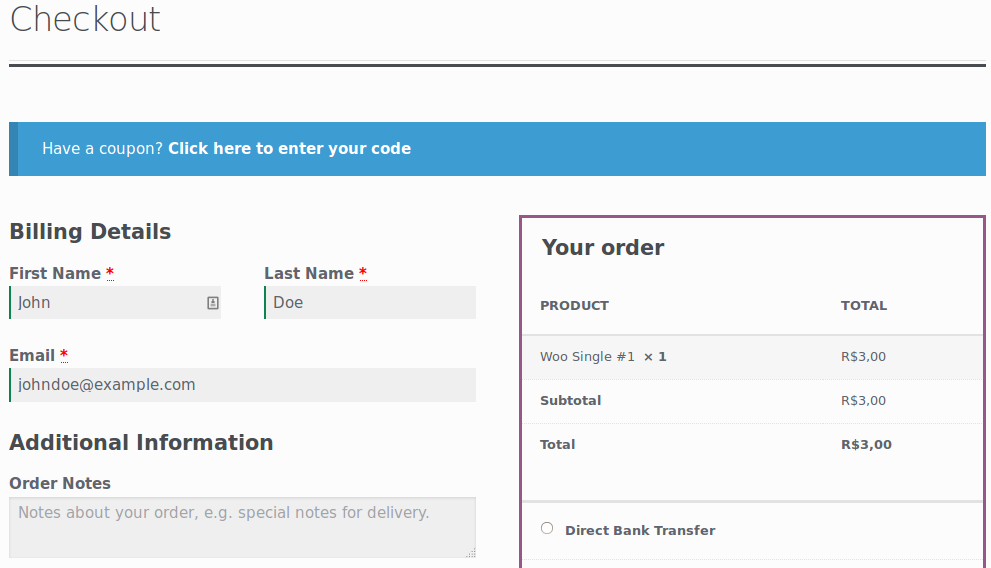 Checkout
Have a coupon? Click here to enter your code
Billing Details
First Name *
Last Name *
John
Doe
Email *
johndoe@example.com
Additional Information
Order Notes
Notes about your order, e.g. special notes for delivery.
Your order
PRODUCT TOTAL
Woo Single #1 × 1 R$3,00
Subtotal R$3,00
Total R$3,00
Direct Bank Transfer